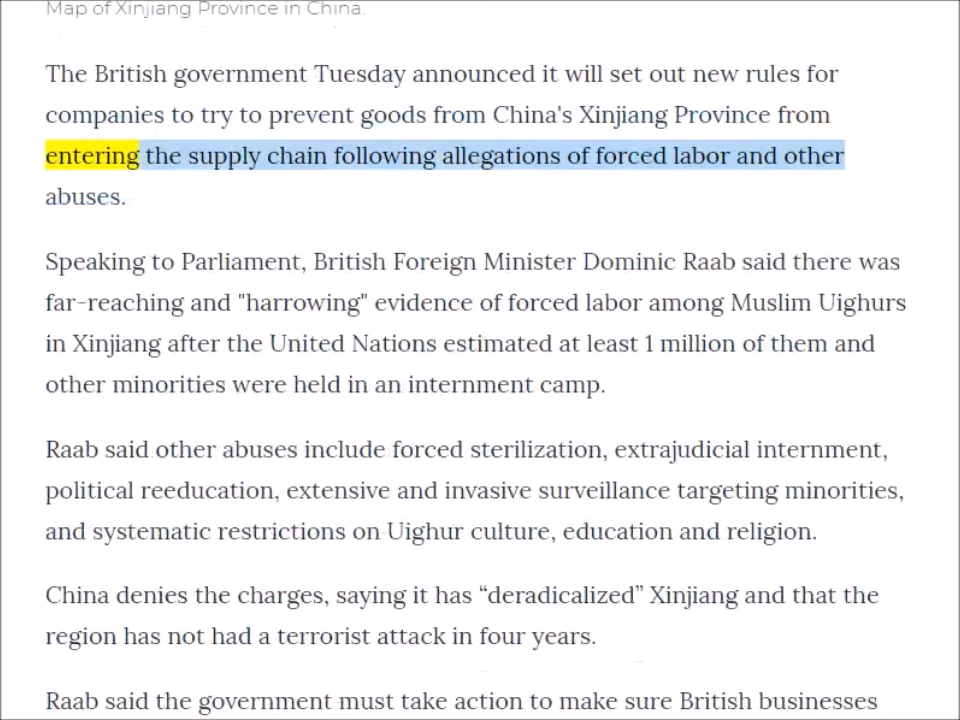 Map of Xinjiang Province in China.
The British government Tuesday announced it will set out new rules for
companies to try to prevent goods from China's Xinjiang Province from
entering the supply chain following allegations of forced labor and other
abuses.
Speaking to Parliament, British Foreign Minister Dominic Raab said there was
far-reaching and "harrowing" evidence of forced labor among Muslim Uighurs
in Xinjiang after the United Nations estimated at least 1 million of them and
other minorities were held in an internment camp.
Raab said other abuses include forced sterilization, extrajudicial internment,
political reeducation, extensive and invasive surveillance targeting minorities,
and systematic restrictions on Uighur culture, education and religion.
China denies the charges, saying it has “deradicalized” Xinjiang and that the
region has not had a terrorist attack in four years.
Raab said the government must take action to make sure British businesses